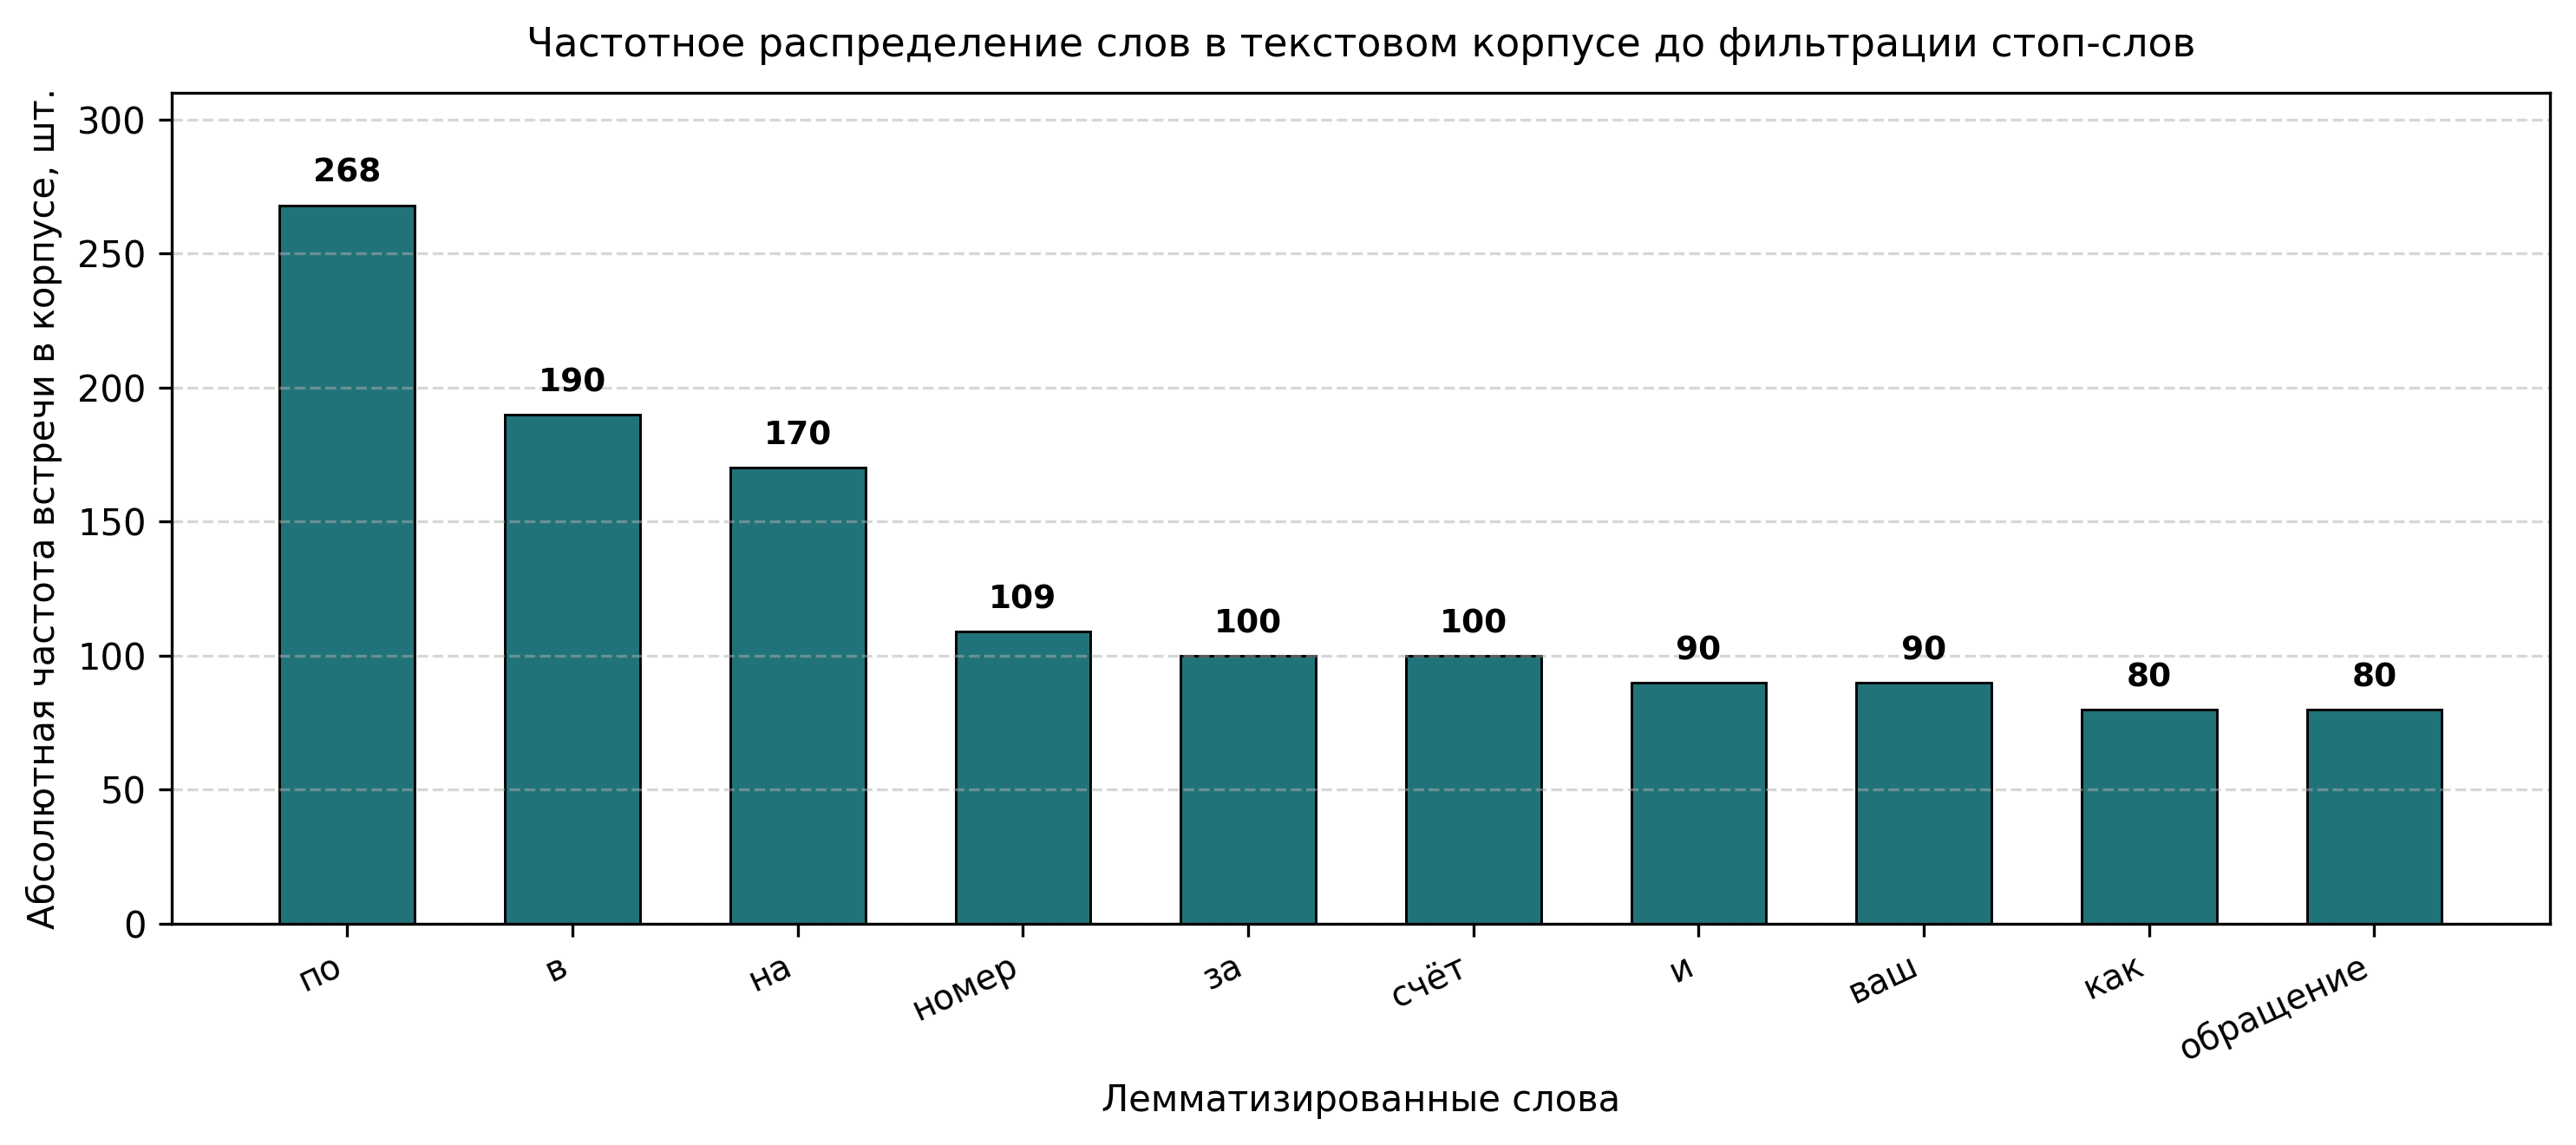 Частотное распределение слов в текстовом корпусе до фильтрации стоп-слов
Абсолютная частота встречи в корпусе, шт.
300
250
200
150
100
50
0
268
190
170
109
100
100
90
90
80
80
по
в
на
номер
за
счёт
и
ваш
как
обращение
Лемматизированные слова